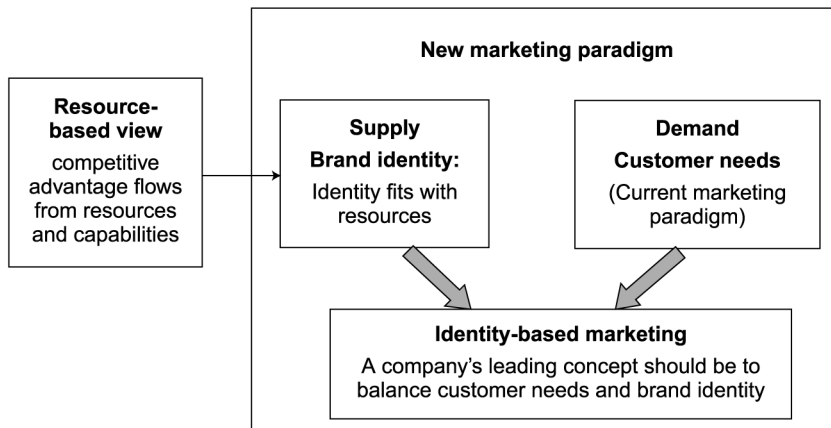 New marketing paradigm
Resource-
based view
competitive
advantage flows
from resources
and capabilities
Supply
Brand identity:
Identity fits with
resources
Demand
Customer needs
(Current marketing
paradigm)
Identity-based marketing
A company’s leading concept should be to
balance customer needs and brand identity